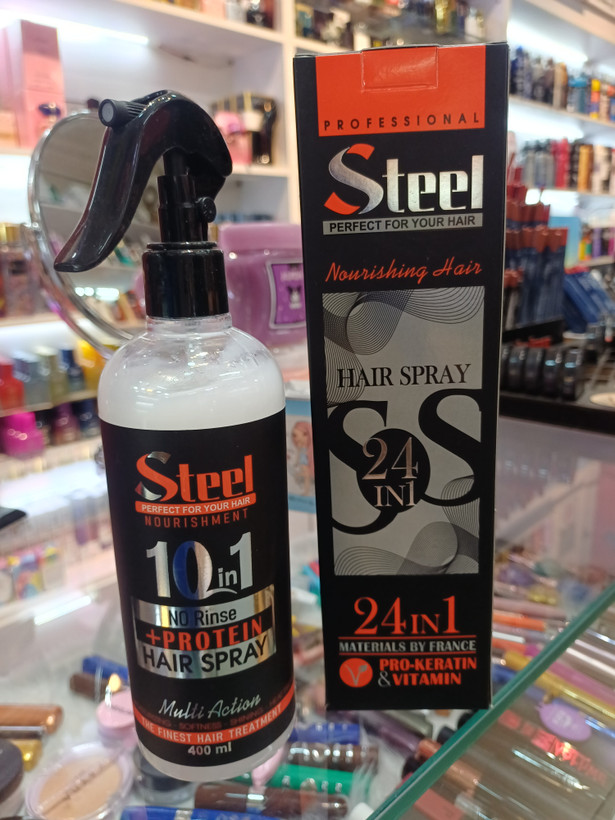 Steel
PERFECT FOR YOUR HAIR
NOURISHMENT
10in1
NO Rinse
+PROTEIN
HAIR SPRAY
Multi Action
SOFTNESS
THE FINEST HAIR TREATMENT
400 ml
PROFESSIONAL
Steel
PERFECT FOR YOUR HAIR
Nourishing Hair
HAIR SPRAY
SS
24
IN1
24IN1
MATERIALS BY FRANCE
V PRO-KERATIN
& VITAMIN